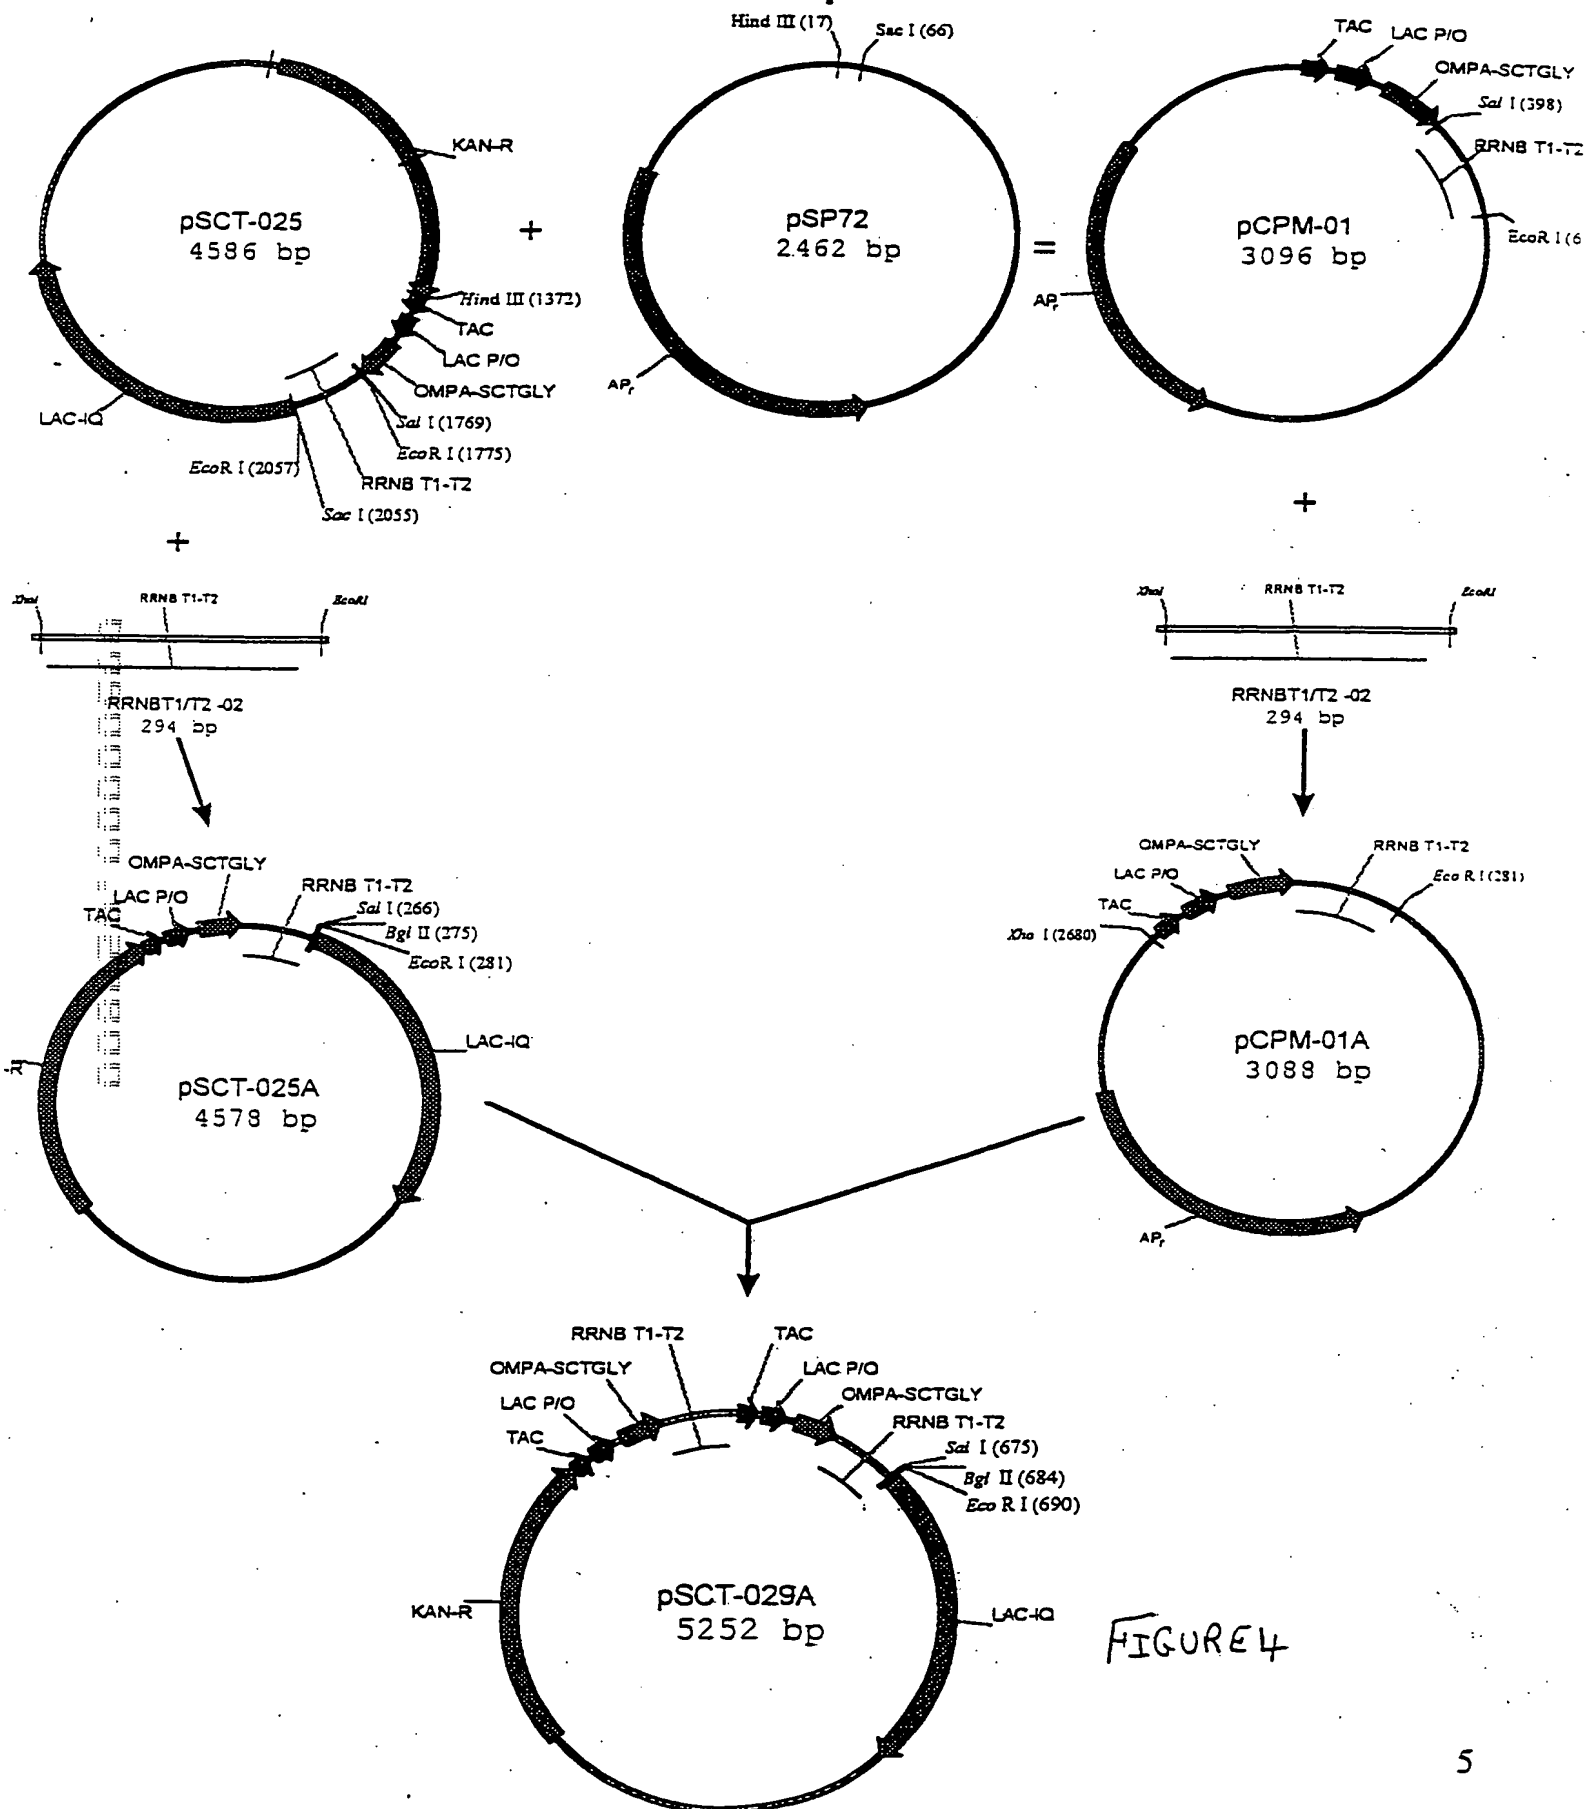 Hind III (17)
Sac I (66)
TAC
LAC P/O
OMPA-SCTGLY
Sal I (398)
RRNB T1-T2
EcoR I (6
APr
pCPM-01
3096 bp
KAN-R
pSCT-025
4586 bp
Hind III (1372)
TAC
LAC P/O
OMPA-SCTGLY
Sal I (1769)
EcoR I (1775)
RRNB T1-T2
Sac I (2055)
EcoR I (2057)
LAC-IQ
+
pSP72
2462 bp
APr
=
+
+
XhoI
RRNB T1-T2
EcoRI
RRNBT1/T2 -02
294 bp
XhoI
RRNB T1-T2
EcoRI
RRNBT1/T2 -02
294 bp
OMPA-SCTGLY
LAC P/O
TAC
RRNB T1-T2
Sal I (266)
Bgl II (275)
EcoR I (281)
LAC-IQ
pSCT-025A
4578 bp
OMPA-SCTGLY
LAC P/O
TAC
Xho I (2680)
RRNB T1-T2
Eco R I (281)
pCPM-01A
3088 bp
APr
RRNB T1-T2
TAC
OMPA-SCTGLY
LAC P/O
LAC P/O
OMPA-SCTGLY
TAC
RRNB T1-T2
Sal I (675)
Bgl II (684)
Eco R I (690)
KAN-R
pSCT-029A
5252 bp
LAC-IQ
FIGURE 4
5